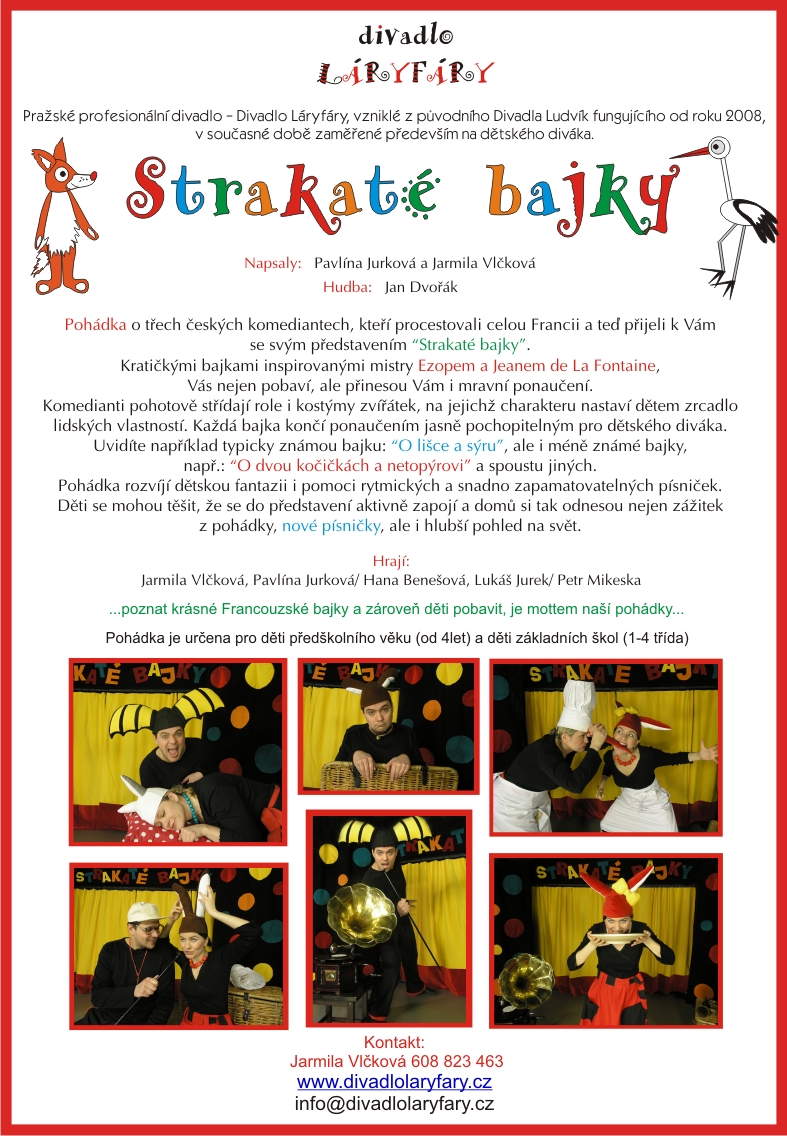 divadlo
LÁRYFÁRY
Pražské profesionální divadlo - Divadlo Láryfáry, vzniklé z původního Divadla Ludvík fungujícího od roku 2008,
v současné době zaměřené především na dětského diváka.
Strakaté bajky
Napsaly: Pavlína Jurková a Jarmila Vlčková
Hudba: Jan Dvořák
Pohádka o třech českých komediantech, kteří procestovali celou Francii a teď přijeli k Vám
se svým představením “Strakaté bajky”.
Kratičkými bajkami inspirovanými mistry Ezopem a Jeanem de La Fontaine,
Vás nejen pobaví, ale přinesou Vám i mravní ponaučení.
Komedianti pohotově střídají role i kostýmy zvířátek, na jejichž charakteru nastaví dětem zrcadlo
lidských vlastností. Každá bajka končí ponaučením jasně pochopitelným pro dětského diváka.
Uvidíte například typicky známou bajku: “O lišce a sýru”, ale i méně známé bajky,
např.: “O dvou kočičkách a netopýrovi” a spoustu jiných.
Pohádka rozvíjí dětskou fantazii i pomoci rytmických a snadno zapamatovatelných písniček.
Děti se mohou těšit, že se do představení aktivně zapojí a domů si tak odnesou nejen zážitek
z pohádky, nové písničky, ale i hlubší pohled na svět.
Hrají:
Jarmila Vlčková, Pavlína Jurková/ Hana Benešová, Lukáš Jurek/ Petr Mikeska
...poznat krásné Francouzské bajky a zároveň děti pobavit, je mottem naší pohádky...
Pohádka je určena pro děti předškolního věku (od 4let) a děti základních škol (1-4 třída)
KATÉ BAJKY
TÉ BAJK
STRAKATÉ
STRAKATÉ BAJKY
STRAKAT
STRAKATÉ BAJKY
Kontakt:
Jarmila Vlčková 608 823 463
www.divadlolaryfary.cz
info@divadlolaryfary.cz